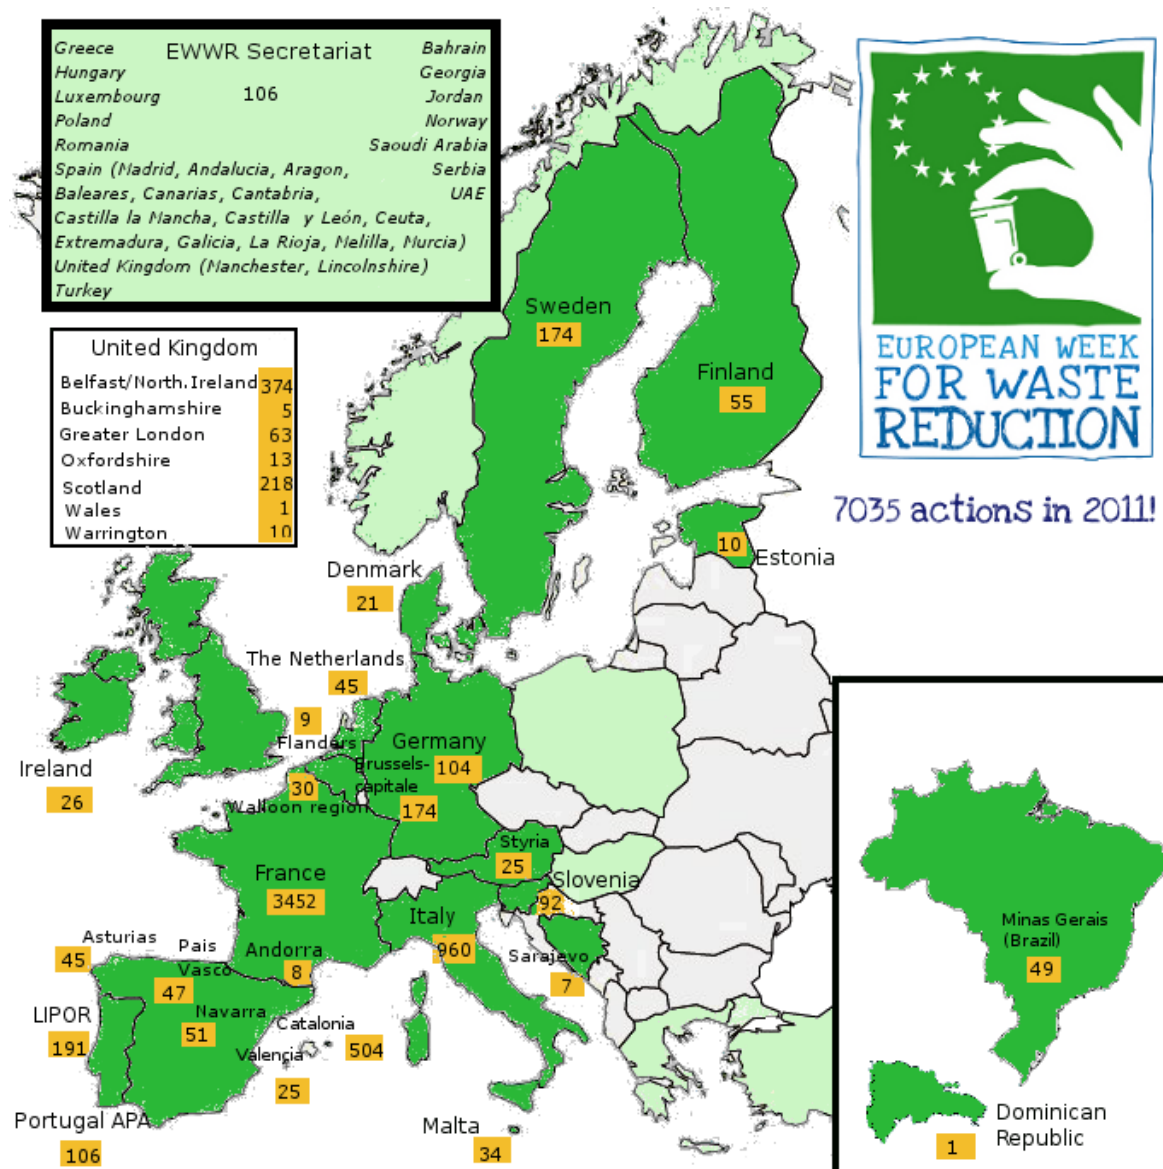 Greece EWWR Secretariat Bahrain
Hungary Georgia
Luxembourg 106 Jordan
Poland Norway
Romania Saoudi Arabia
Spain (Madrid, Andalucia, Aragon, Serbia
Baleares, Canarias, Cantabria, UAE
Castilla la Mancha, Castilla y León, Ceuta,
Extremadura, Galicia, La Rioja, Melilla, Murcia)
United Kingdom (Manchester, Lincolnshire)
Turkey
EUROPEAN WEEK
FOR WASTE
REDUCTION
7035 actions in 2011!
United Kingdom
Belfast/North.Ireland 374
Buckinghamshire 5
Greater London 63
Oxfordshire 13
Scotland 218
Wales 1
Warrington 10
Sweden
174
Finland
55
10
Estonia
Denmark
21
The Netherlands
45
9
Flanders
Germany
104
Brussels-
capitale
174
30
Walloon region
Ireland
26
Styria
25
Slovenia
92
France
3452
Italy
960
Sarajevo
7
Andorra
8
Asturias
45
Pais
Vasco
47
Navarra
51
LIPOR
191
Catalonia
504
Valencia
25
Portugal APA
106
Malta
34
Minas Gerais
(Brazil)
49
Dominican
Republic
1